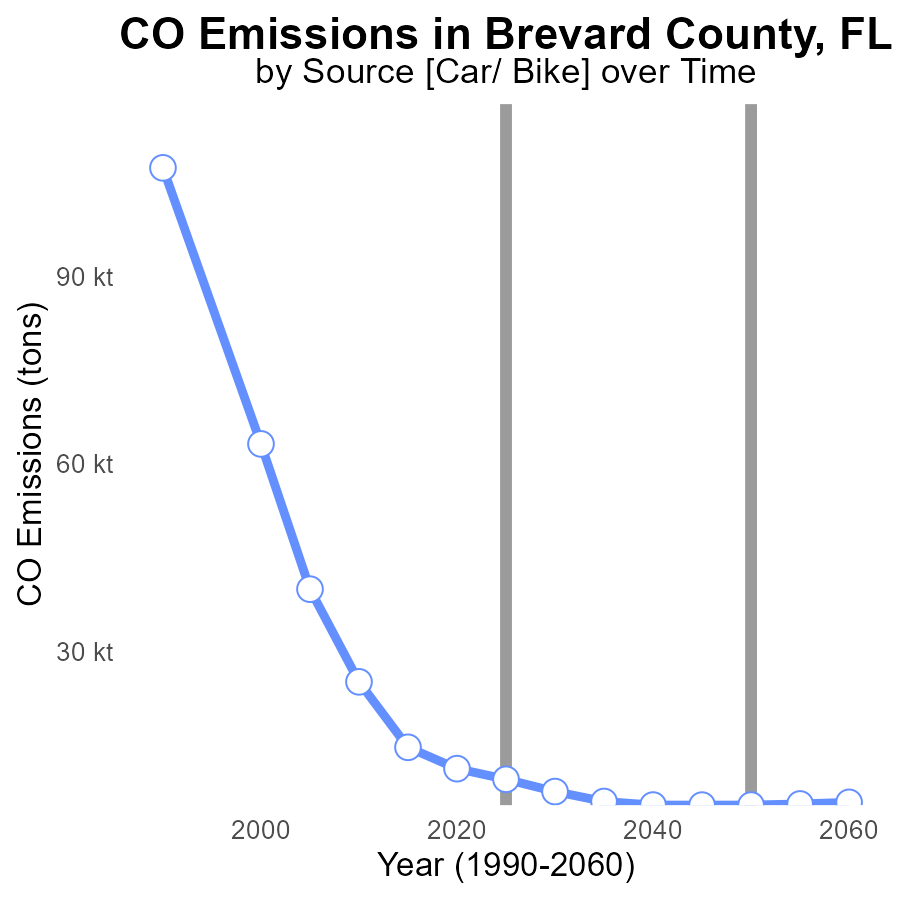 CO Emissions in Brevard County, FL
by Source [Car/ Bike] over Time
CO Emissions (tons)
90 kt
60 kt
30 kt
2000 2020 2040 2060
Year (1990-2060)